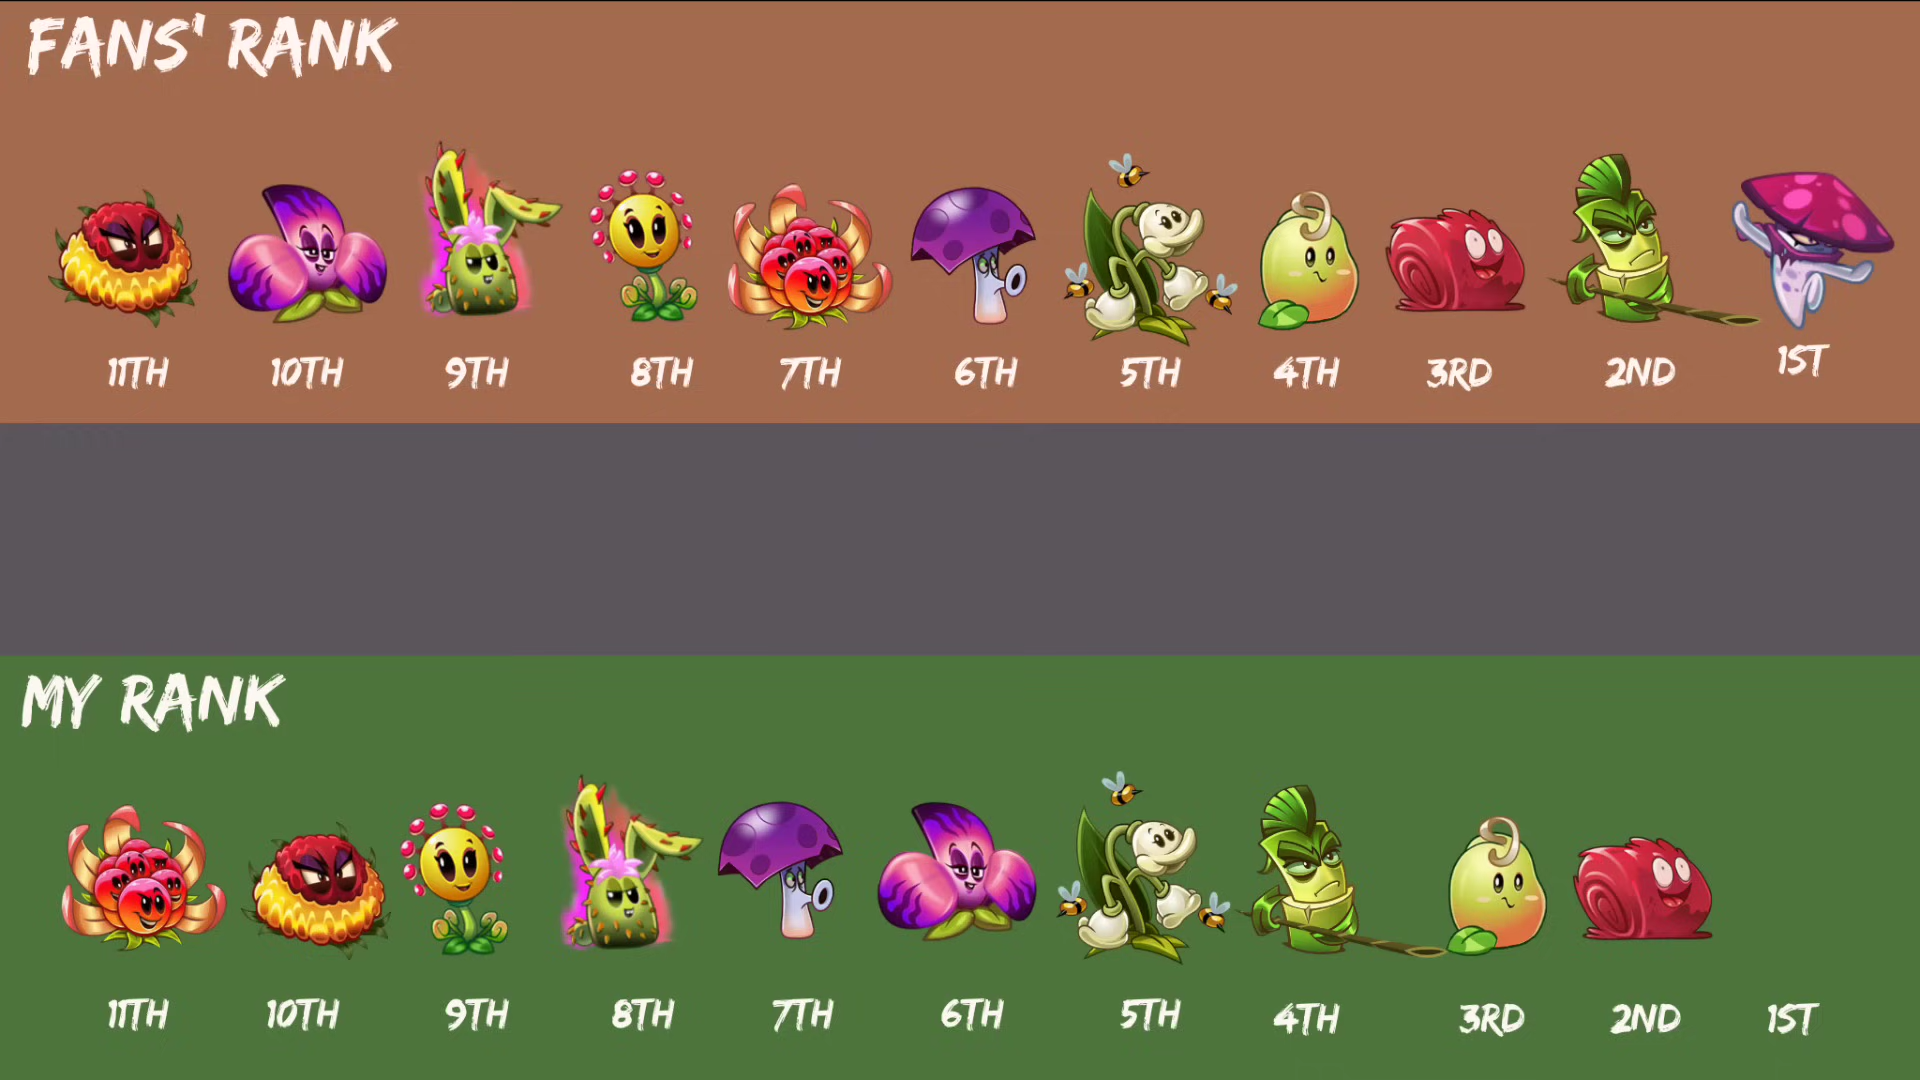 FANS' RANK
11TH 10TH 9TH 8TH 7TH 6TH 5TH 4TH 3RD 2ND 1ST
MY RANK
11TH 10TH 9TH 8TH 7TH 6TH 5TH 4TH 3RD 2ND 1ST